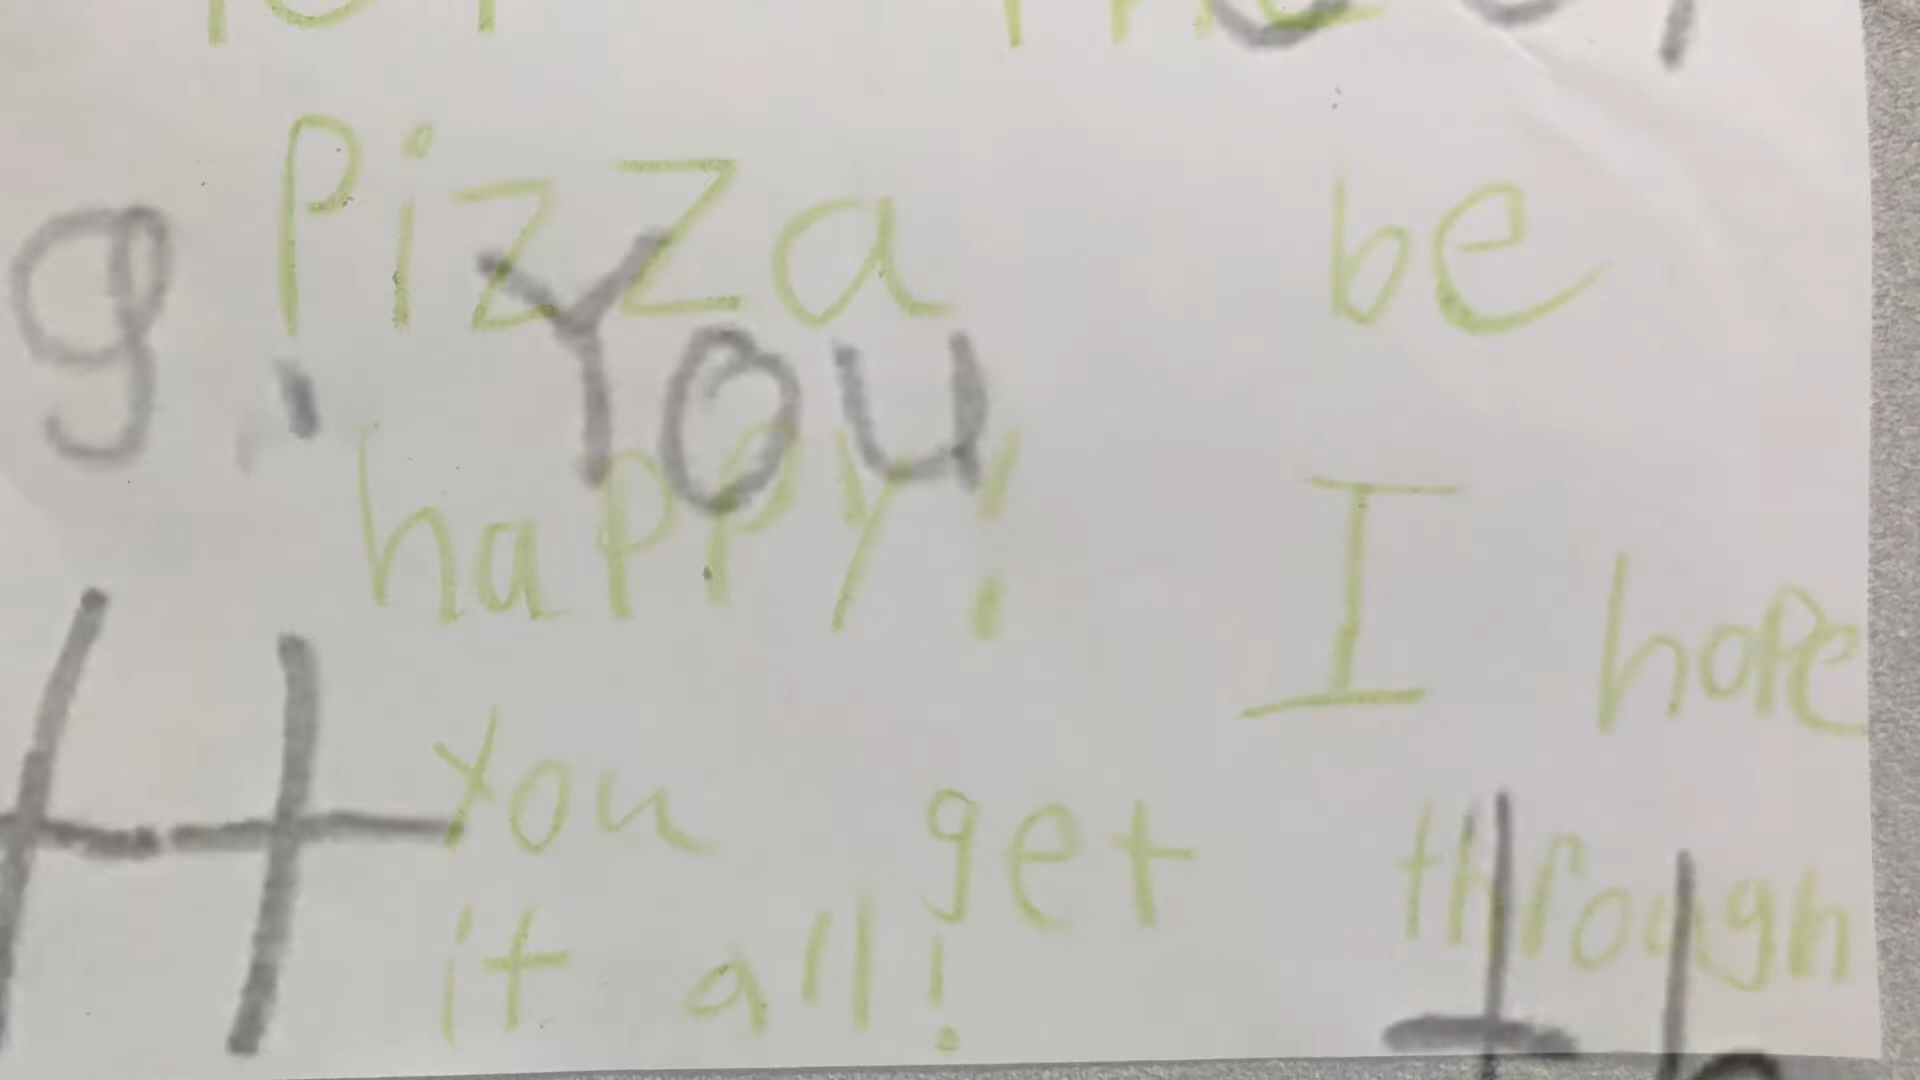 Pizza be
g. You
happy! I hope
H You get through
it all!